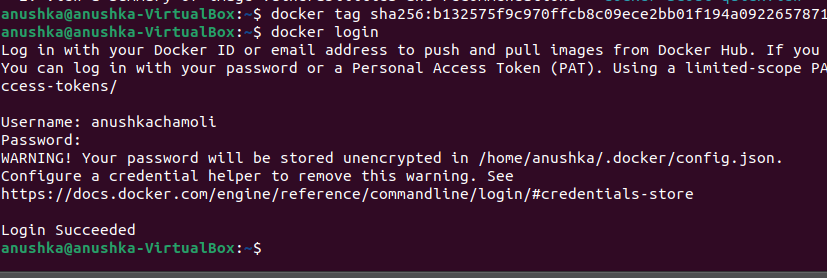 anushka@anushka-VirtualBox:~$ docker tag sha256:b132575f9c970ffcb8c09ece2bb01f194a0922657871
anushka@anushka-VirtualBox:~$ docker login
Log in with your Docker ID or email address to push and pull images from Docker Hub. If you
You can log in with your password or a Personal Access Token (PAT). Using a limited-scope PA
ccess-tokens/
Username: anushkachamoli
Password:
WARNING! Your password will be stored unencrypted in /home/anushka/.docker/config.json.
Configure a credential helper to remove this warning. See
https://docs.docker.com/engine/reference/commandline/login/#credentials-store
Login Succeeded
anushka@anushka-VirtualBox:~$